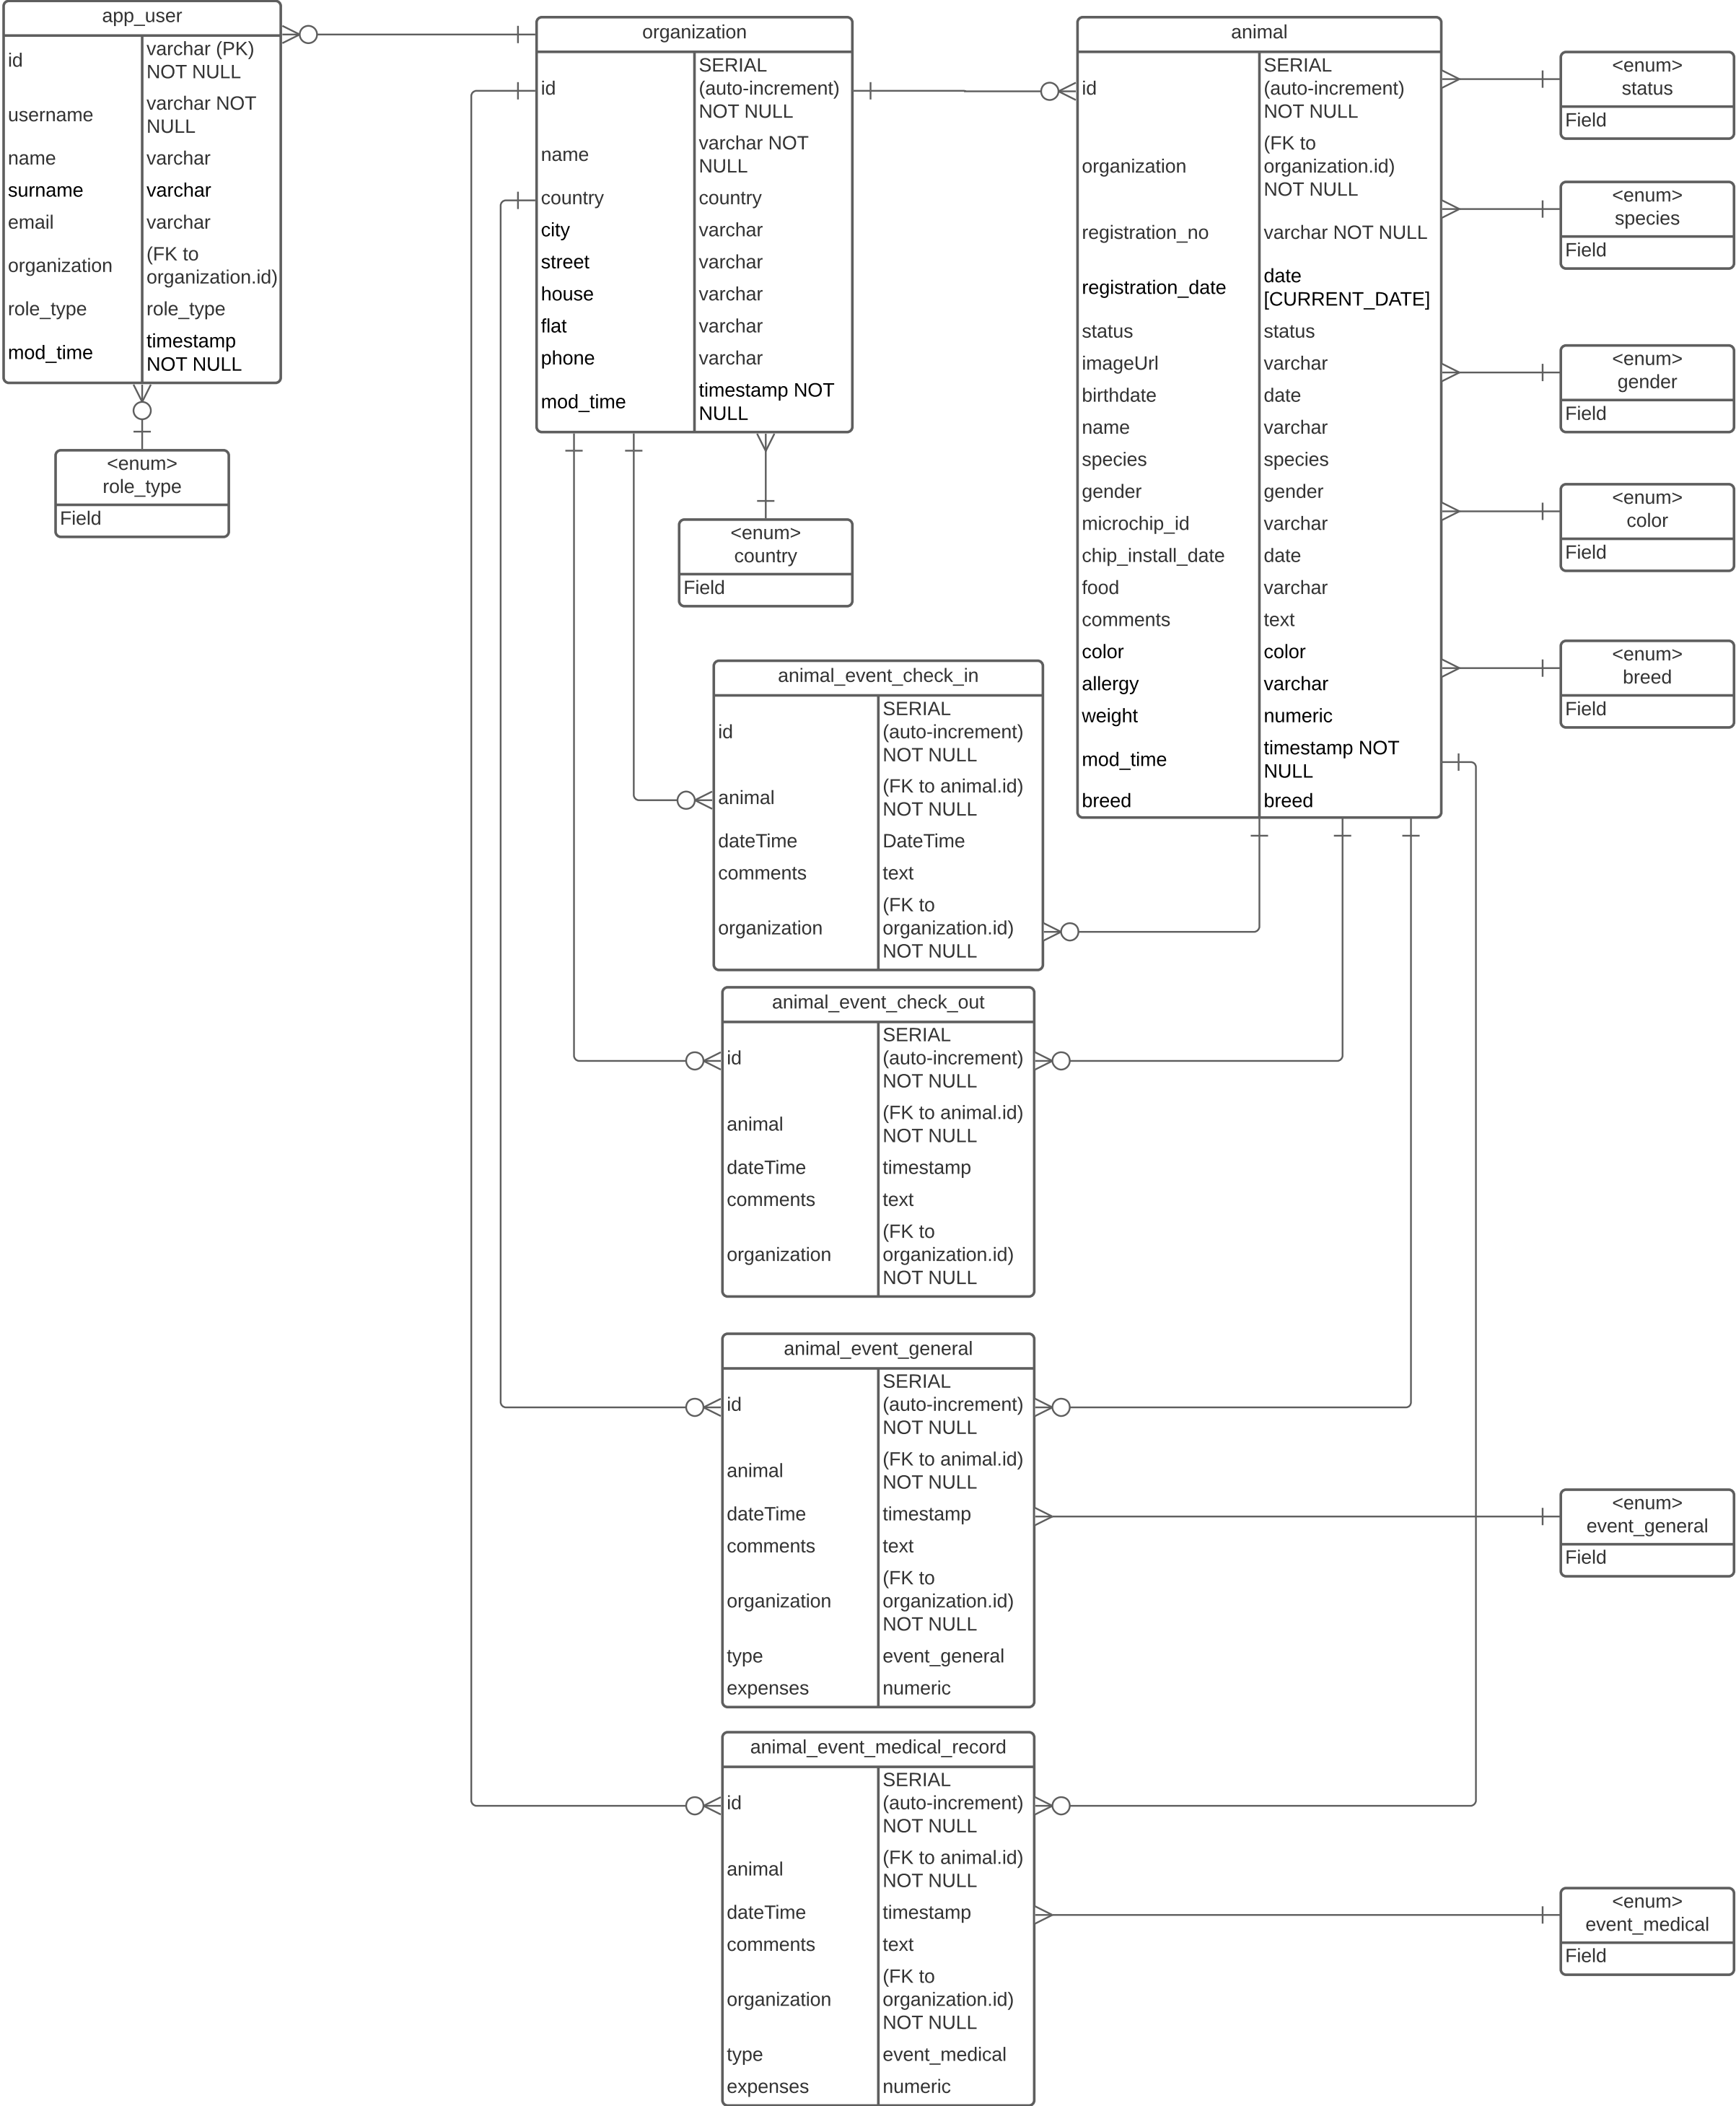 app_user
id
varchar (PK)
NOT NULL
username
varchar NOT
NULL
name
varchar
surname
varchar
email
varchar
organization
(FK to
organization.id)
role_type
role_type
mod_time
timestamp
NOT NULL
<enum>
role_type
Field
organization
id
SERIAL
(auto-increment)
NOT NULL
name
varchar NOT
NULL
country
country
city
varchar
street
varchar
house
varchar
flat
varchar
phone
varchar
mod_time
timestamp NOT
NULL
<enum>
country
Field
animal
id
SERIAL
(auto-increment)
NOT NULL
organization
(FK to
organization.id)
NOT NULL
registration_no
varchar NOT NULL
registration_date
date
[CURRENT_DATE]
status
status
imageUrl
varchar
birthdate
date
name
varchar
species
species
gender
gender
microchip_id
varchar
chip_install_date
date
food
varchar
comments
text
color
color
allergy
varchar
weight
numeric
mod_time
timestamp NOT
NULL
breed
breed
<enum>
status
Field
<enum>
species
Field
<enum>
gender
Field
<enum>
color
Field
<enum>
breed
Field
animal_event_check_in
id
SERIAL
(auto-increment)
NOT NULL
animal
(FK to animal.id)
NOT NULL
dateTime
DateTime
comments
text
organization
(FK to
organization.id)
NOT NULL
animal_event_check_out
id
SERIAL
(auto-increment)
NOT NULL
animal
(FK to animal.id)
NOT NULL
dateTime
timestamp
comments
text
organization
(FK to
organization.id)
NOT NULL
animal_event_general
id
SERIAL
(auto-increment)
NOT NULL
animal
(FK to animal.id)
NOT NULL
dateTime
timestamp
comments
text
organization
(FK to
organization.id)
NOT NULL
type
event_general
expenses
numeric
<enum>
event_general
Field
animal_event_medical_record
id
SERIAL
(auto-increment)
NOT NULL
animal
(FK to animal.id)
NOT NULL
dateTime
timestamp
comments
text
organization
(FK to
organization.id)
NOT NULL
type
event_medical
expenses
numeric
<enum>
event_medical
Field